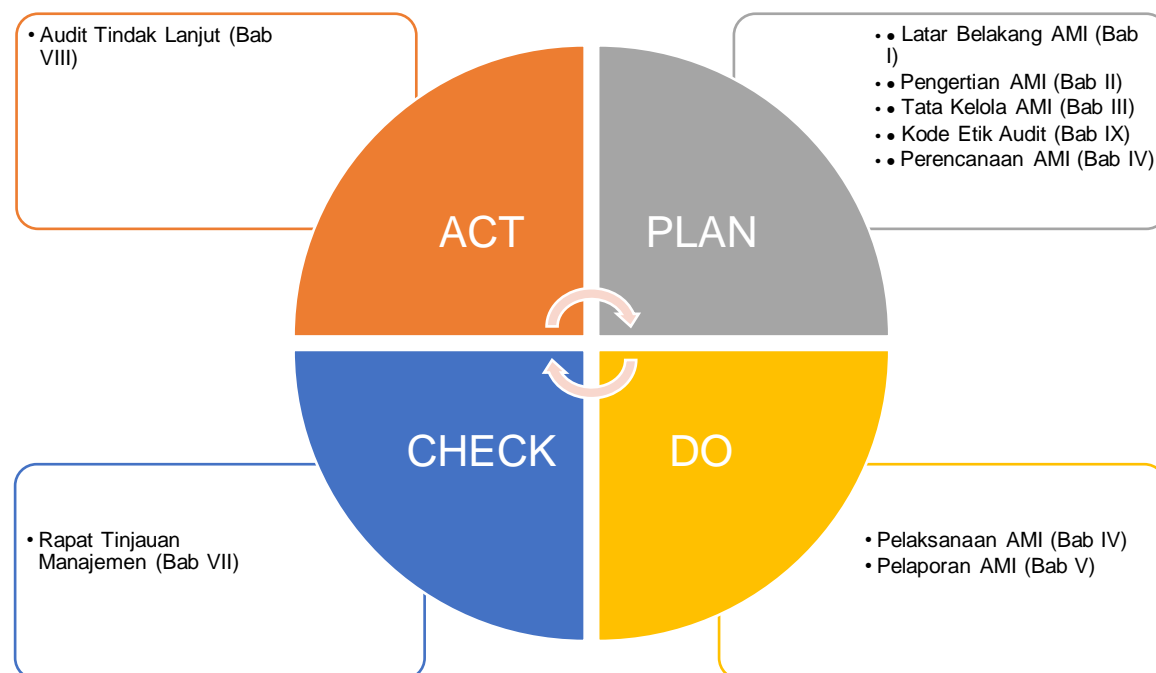 • Audit Tindak Lanjut (Bab
VIII)
• • Latar Belakang AMI (Bab
I)
• • Pengertian AMI (Bab II)
• • Tata Kelola AMI (Bab III)
• • Kode Etik Audit (Bab IX)
• • Perencanaan AMI (Bab IV)
ACT
PLAN
CHECK
DO
• Rapat Tinjauan
Manajemen (Bab VII)
• Pelaksanaan AMI (Bab IV)
• Pelaporan AMI (Bab V)